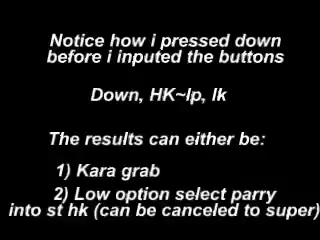 Notice how i pressed down
before i inputed the buttons
Down, HK~lp, lk
The results can either be:
1) Kara grab
2) Low option select parry
into st hk (can be canceled to super)